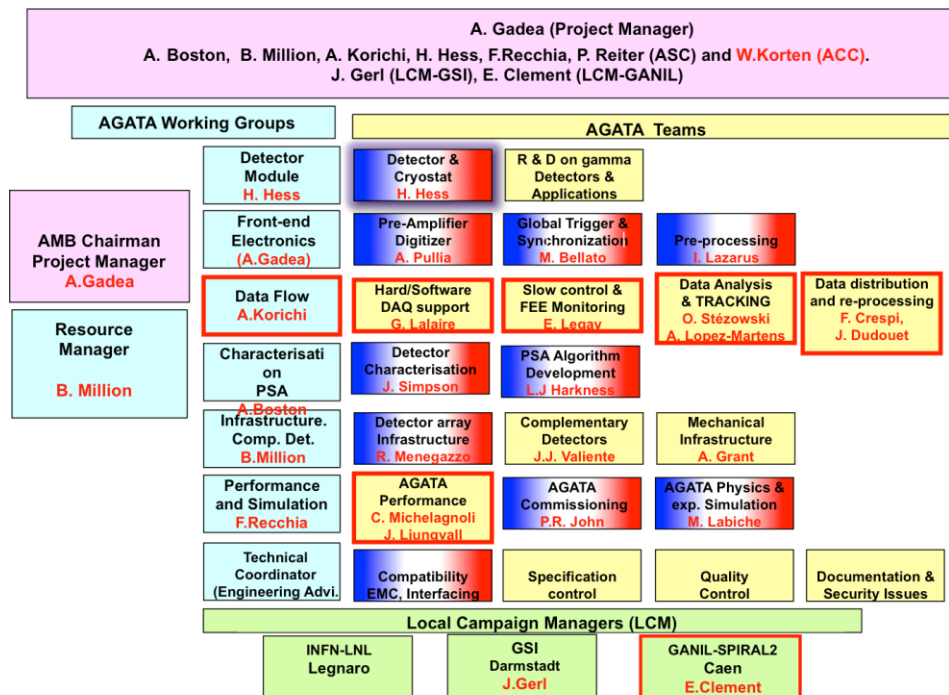 A. Gadea (Project Manager)
A. Boston, B. Million, A. Korichi, H. Hess, F.Recchia, P. Reiter (ASC) and W.Korten (ACC).
J. Gerl (LCM-GSI), E. Clement (LCM-GANIL)
AGATA Working Groups
AGATA Teams
Detector
Module
H. Hess
Detector &
Cryostat
H. Hess
R & D on gamma
Detectors &
Applications
AMB Chairman
Project Manager
A.Gadea
Front-end
Electronics
(A.Gadea)
Pre-Amplifier
Digitizer
A. Pullia
Global Trigger &
Synchronization
M. Bellato
Pre-processing
I. Lazarus
Data Flow
A.Korichi
Hard/Software
DAQ support
G. Lalaire
Slow control &
FEE Monitoring
E. Legay
Data Analysis
& TRACKING
O. Stézowski
A. Lopez-Martens
Data distribution
and re-processing
F. Crespi,
J. Dudouet
Resource
Manager
B. Million
Characterisati
on
PSA
A.Boston
Detector
Characterisation
J. Simpson
PSA Algorithm
Development
L.J Harkness
Infrastructure.
Comp. Det.
B.Million
Detector array
Infrastructure
R. Menegazzo
Complementary
Detectors
J.J. Valiente
Mechanical
Infrastructure
A. Grant
Performance
and Simulation
F.Recchia
AGATA
Performance
C. Michelagnoli
J. Ljungvall
AGATA
Commissioning
P.R. John
AGATA Physics &
exp. Simulation
M. Labiche
Technical
Coordinator
(Engineering Advi.
Compatibility
EMC, Interfacing
Specification
control
Quality
Control
Documentation &
Security Issues
Local Campaign Managers (LCM)
INFN-LNL
Legnaro
GSI
Darmstadt
J.Gerl
GANIL-SPIRAL2
Caen
E.Clement